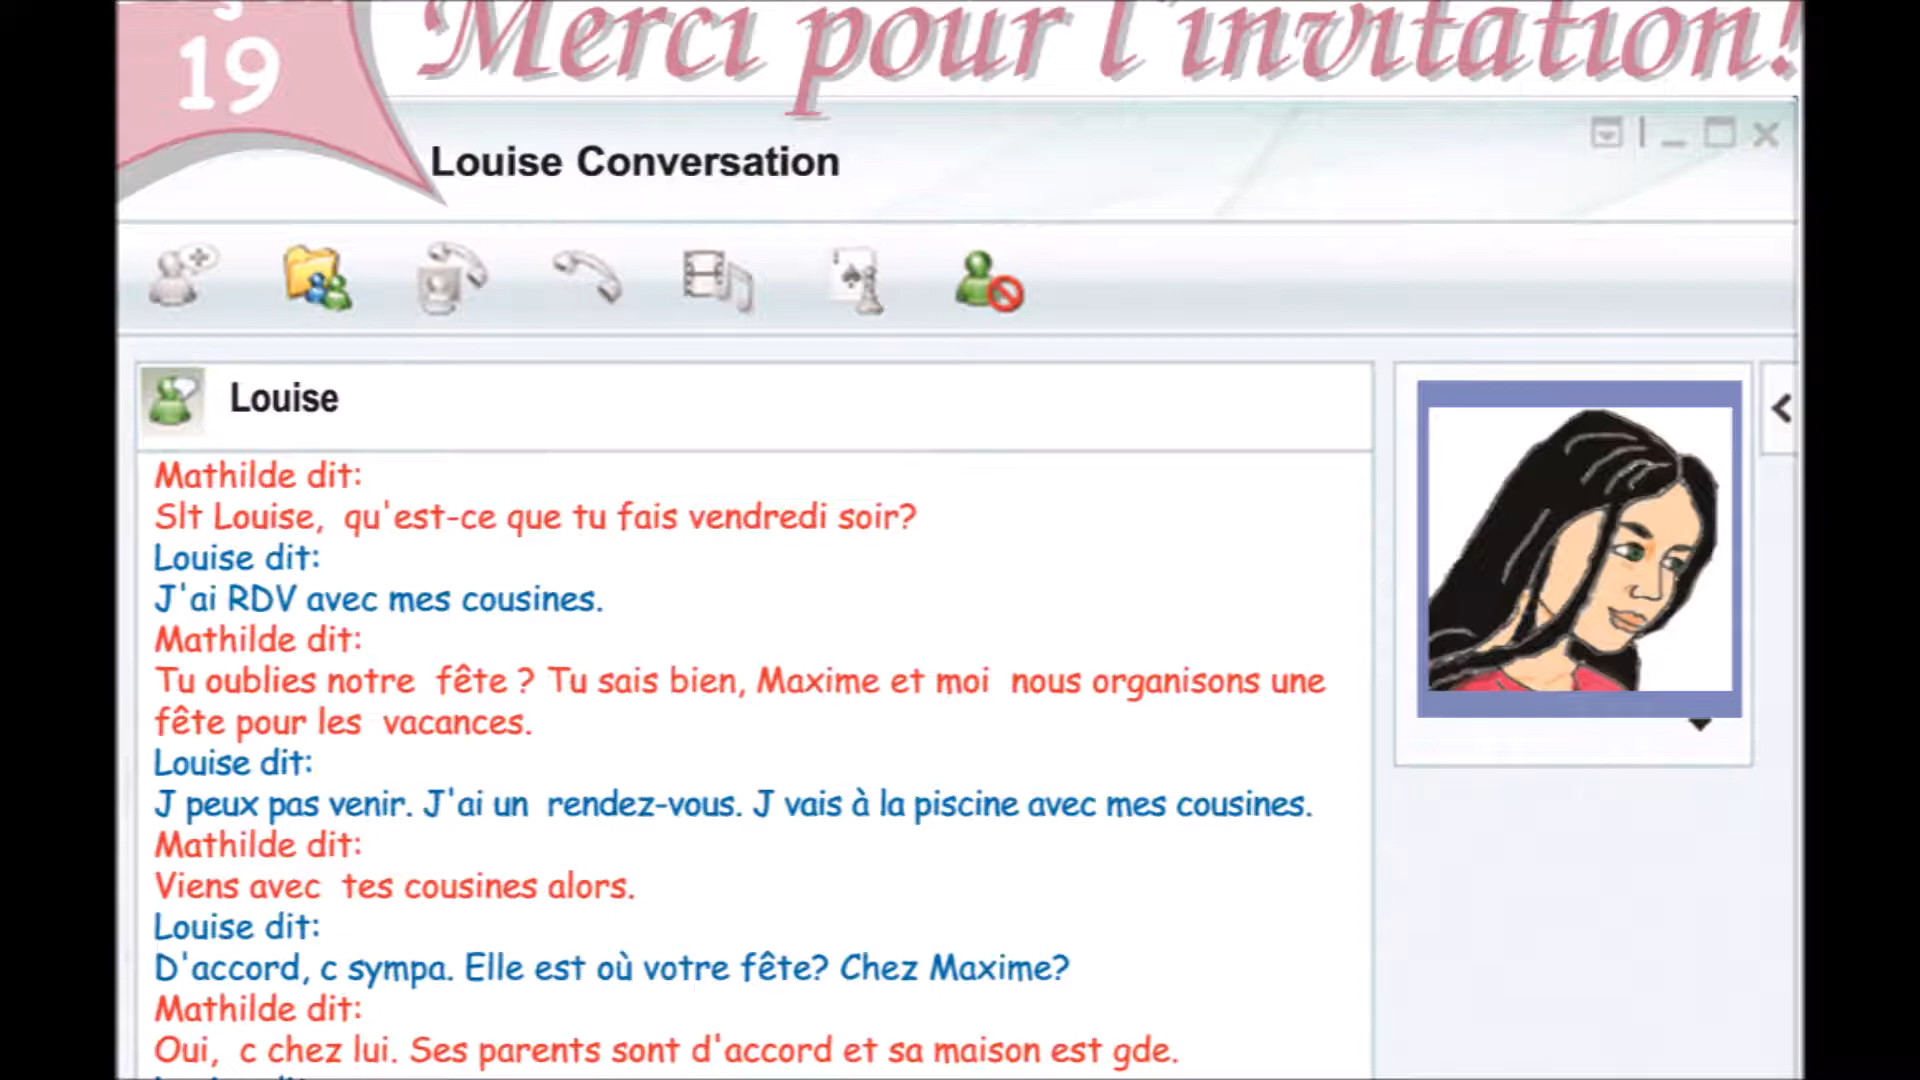 19
Merci pour l'invitation!
Louise Conversation
Louise
Mathilde dit:
Slt Louise, qu'est-ce que tu fais vendredi soir?
Louise dit:
J'ai RDV avec mes cousines.
Mathilde dit:
Tu oublies notre fête ? Tu sais bien, Maxime et moi nous organisons une
fête pour les vacances.
Louise dit:
J peux pas venir. J'ai un rendez-vous. J vais à la piscine avec mes cousines.
Mathilde dit:
Viens avec tes cousines alors.
Louise dit:
D'accord, c sympa. Elle est où votre fête? Chez Maxime?
Mathilde dit:
Oui, c chez lui. Ses parents sont d'accord et sa maison est gde.